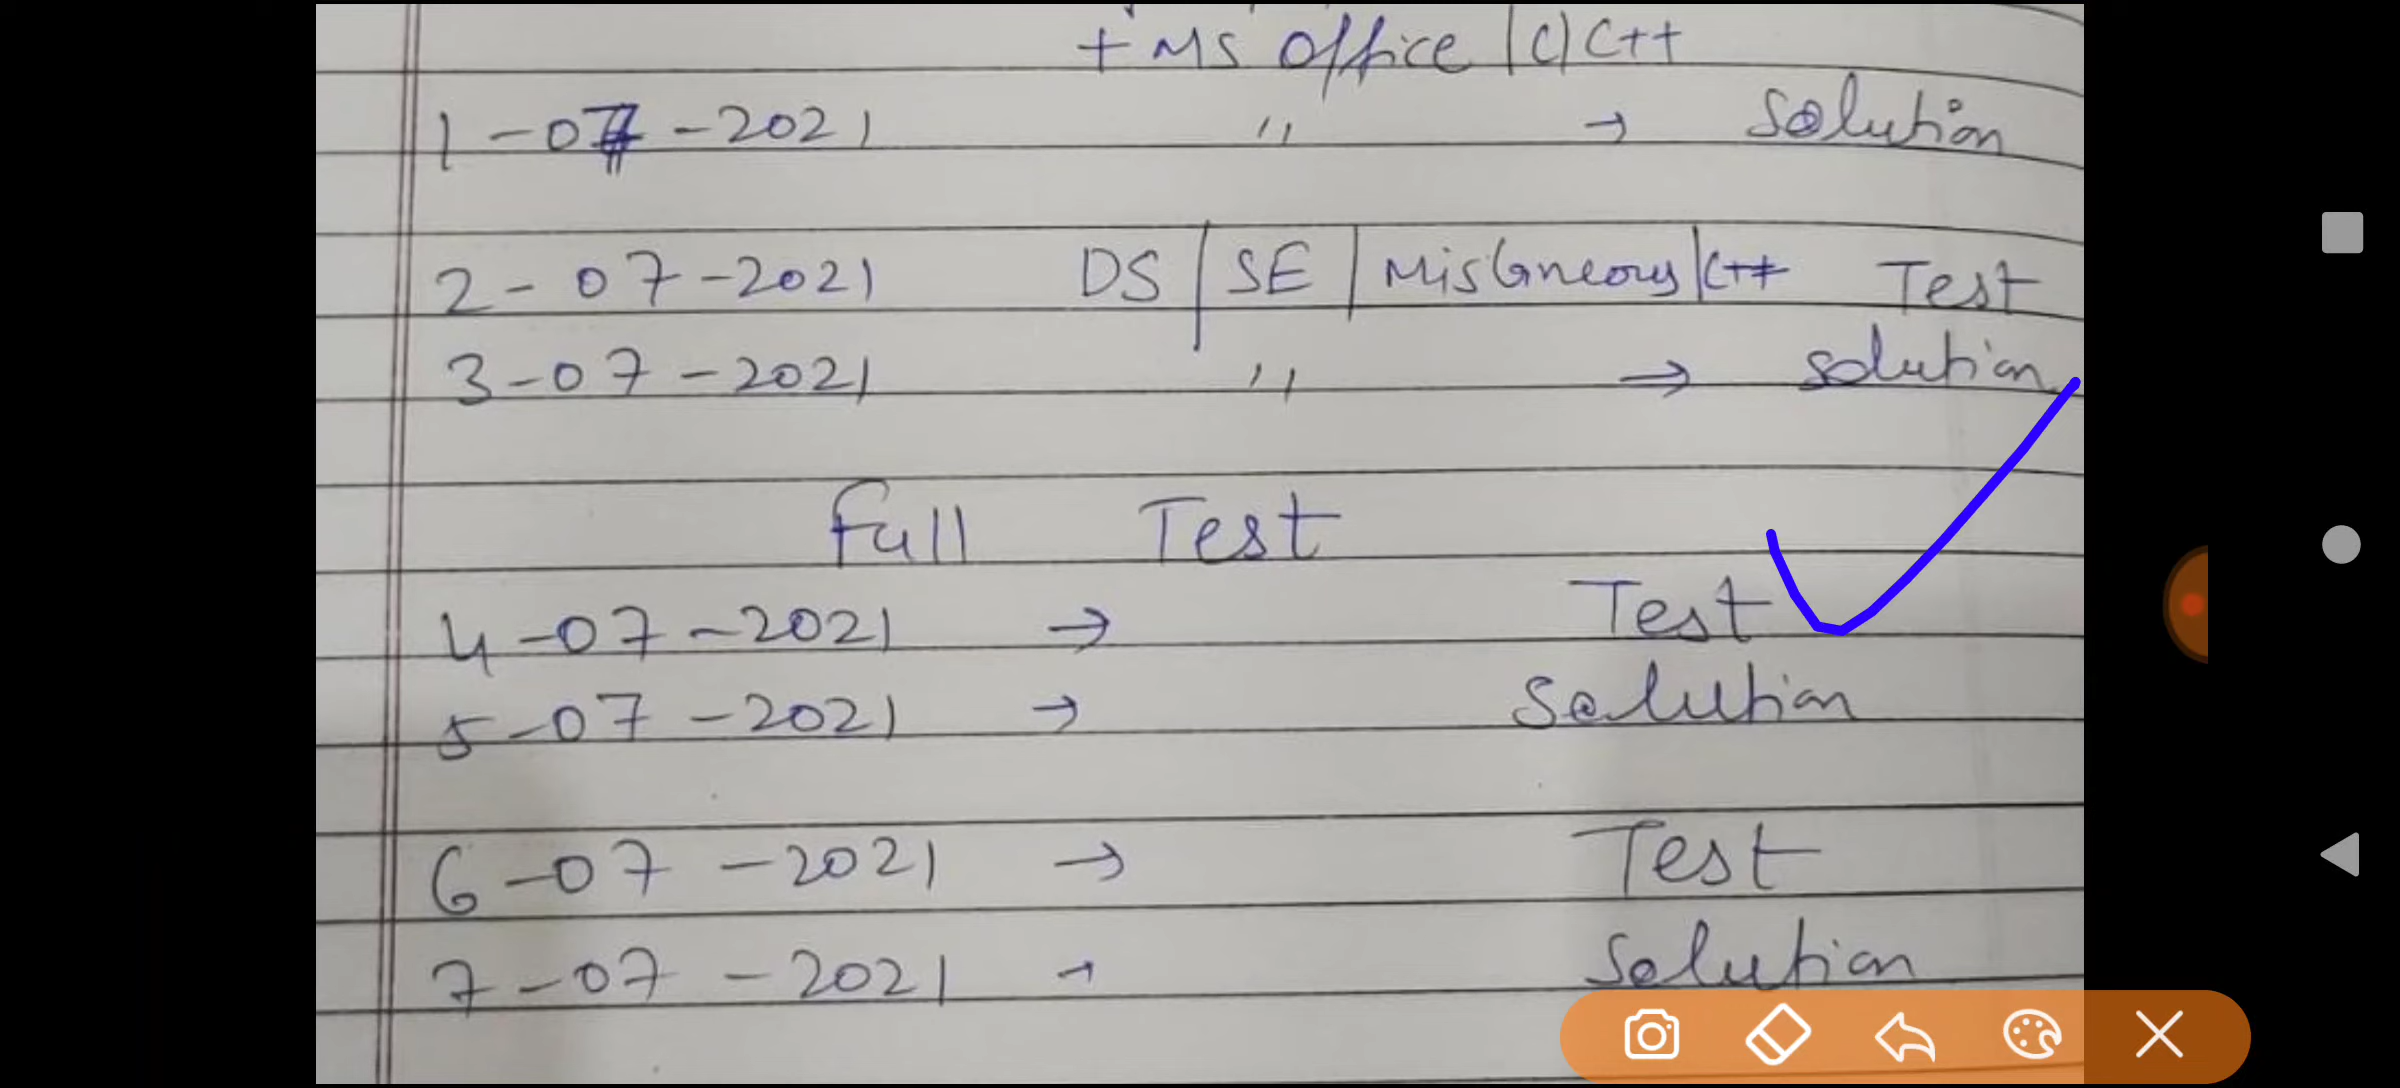 + MS Office | C | C++
1-07-2021 ,, → Solution
2-07-2021 DS | SE | Mislaneous | C++ Test
3-07-2021 ,, → Solution
Full Test
4-07-2021 → Test
5-07-2021 → Solution
6-07-2021 → Test
7-07-2021 → Solution